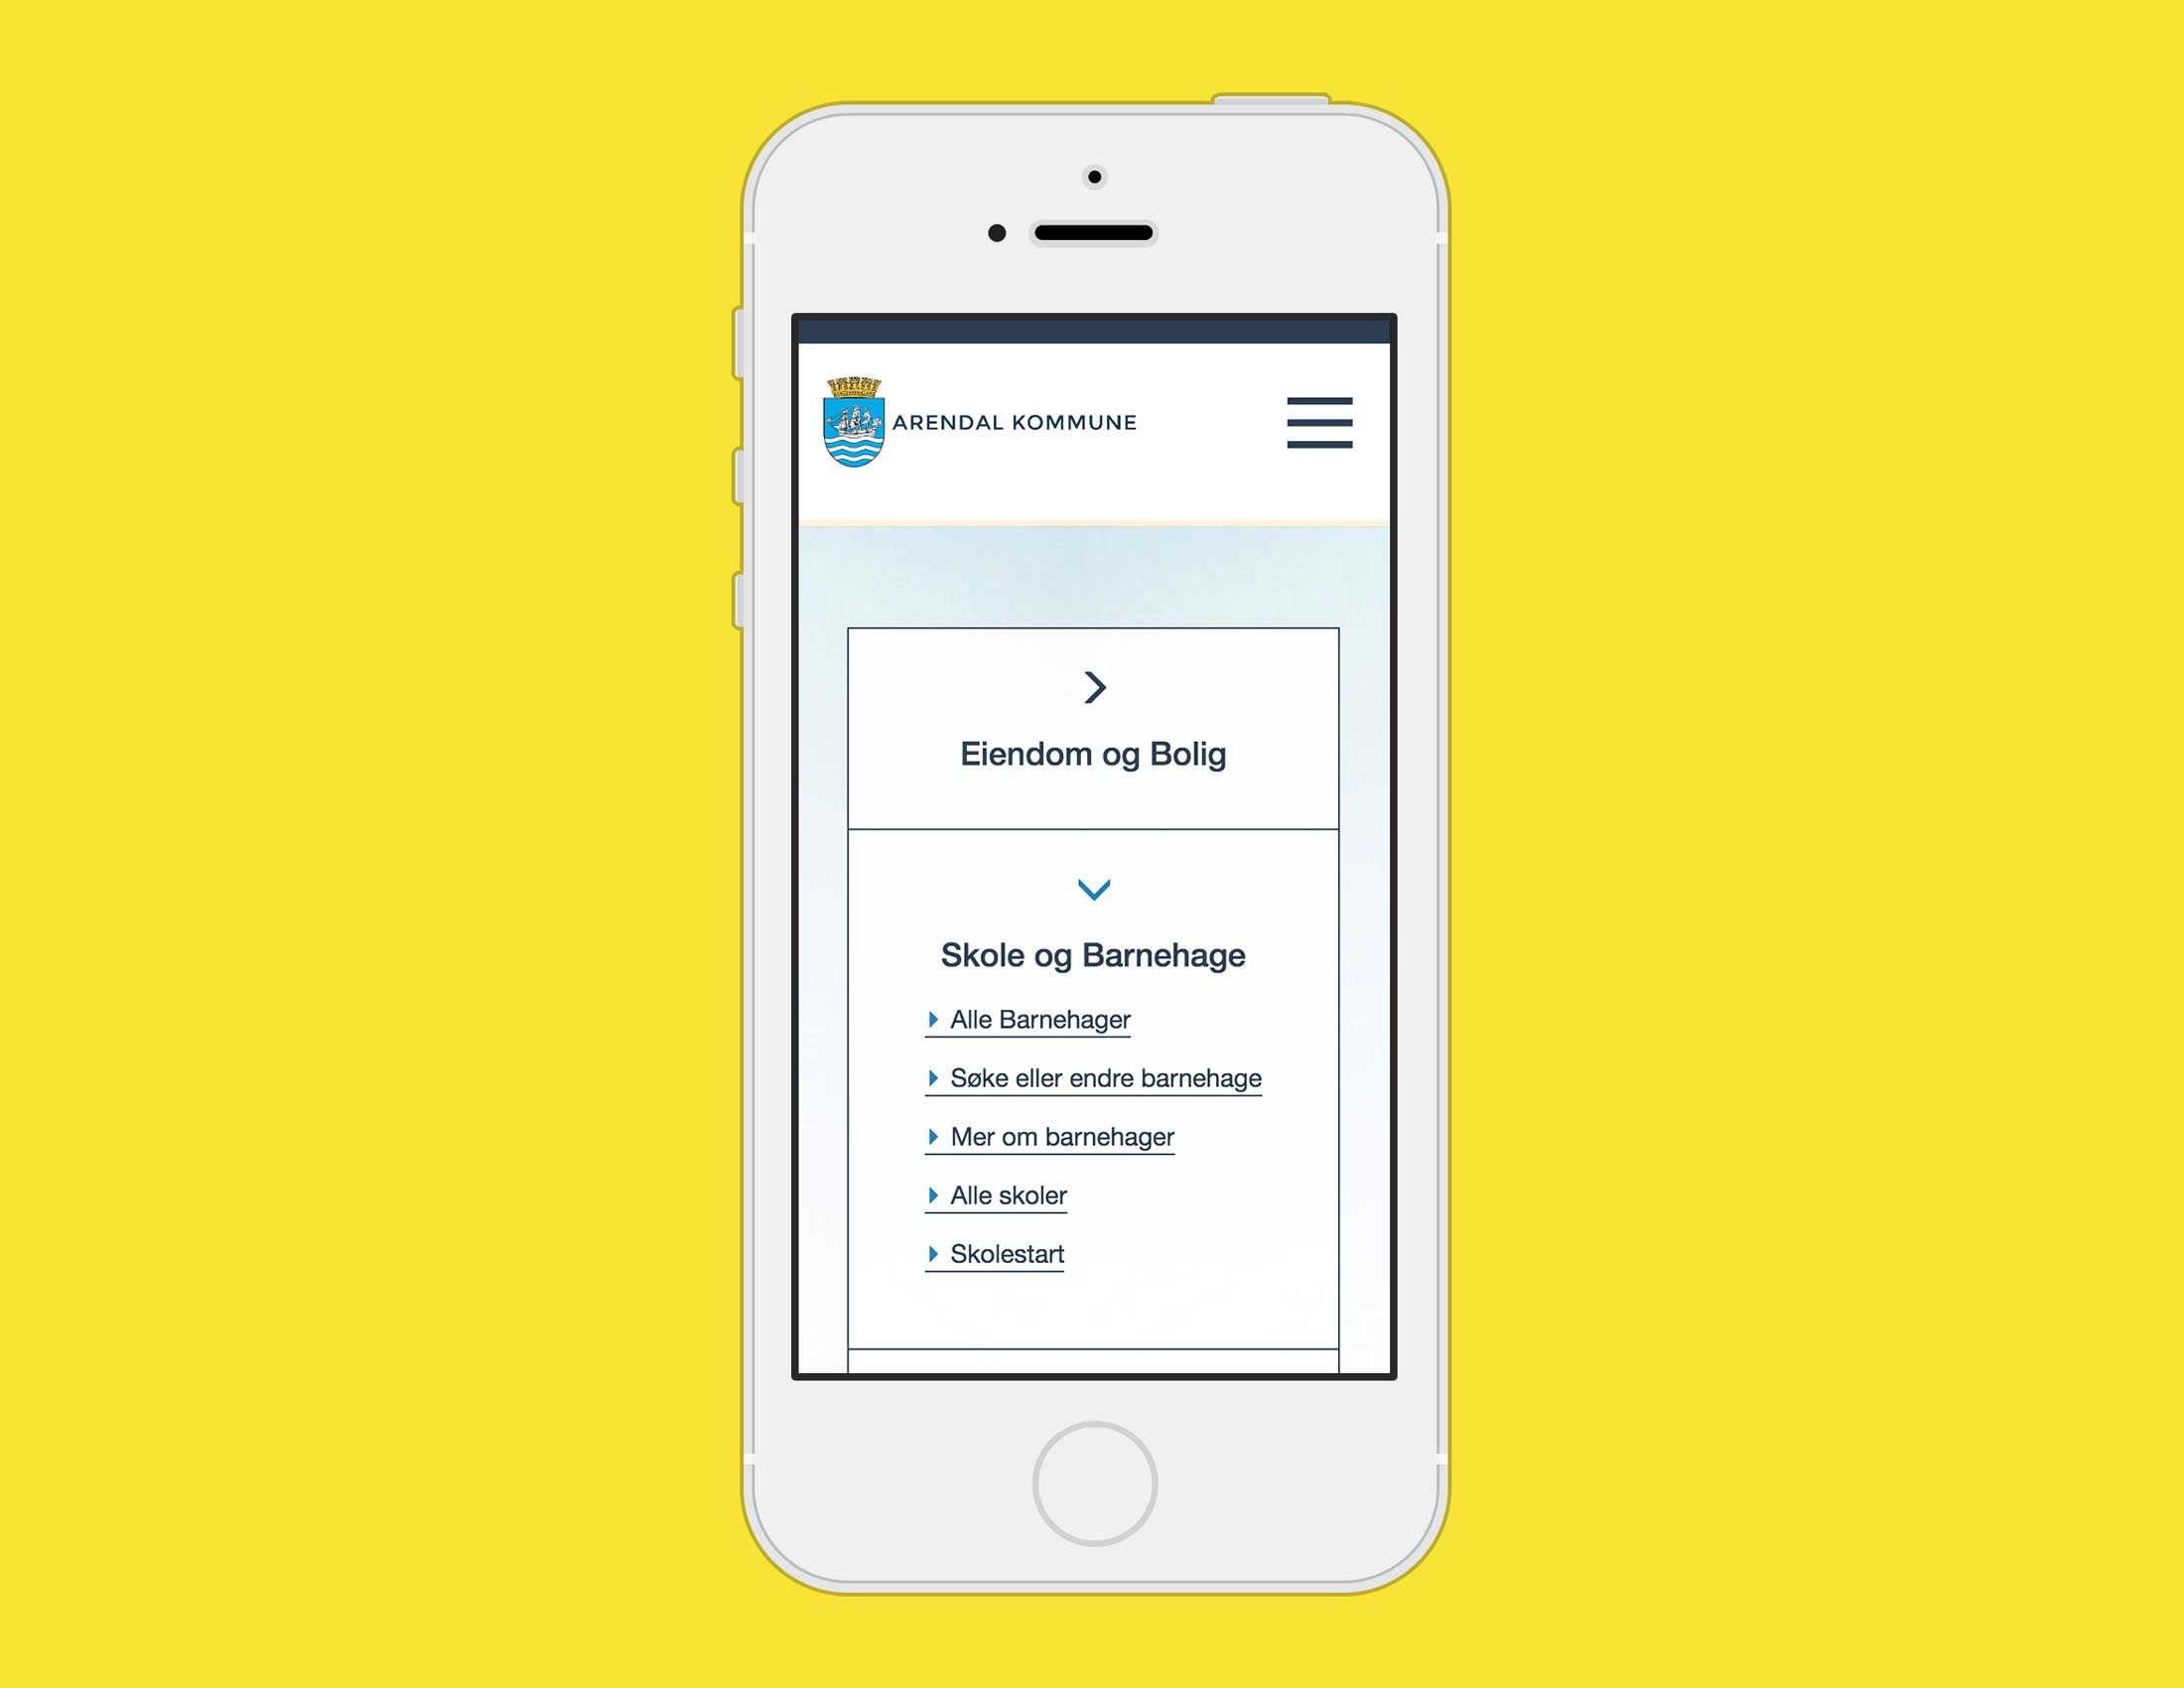 ARENDAL KOMMUNE
Eiendom og Bolig
Skole og Barnehage
Alle Barnehager
Søke eller endre barnehage
Mer om barnehager
Alle skoler
Skolestart